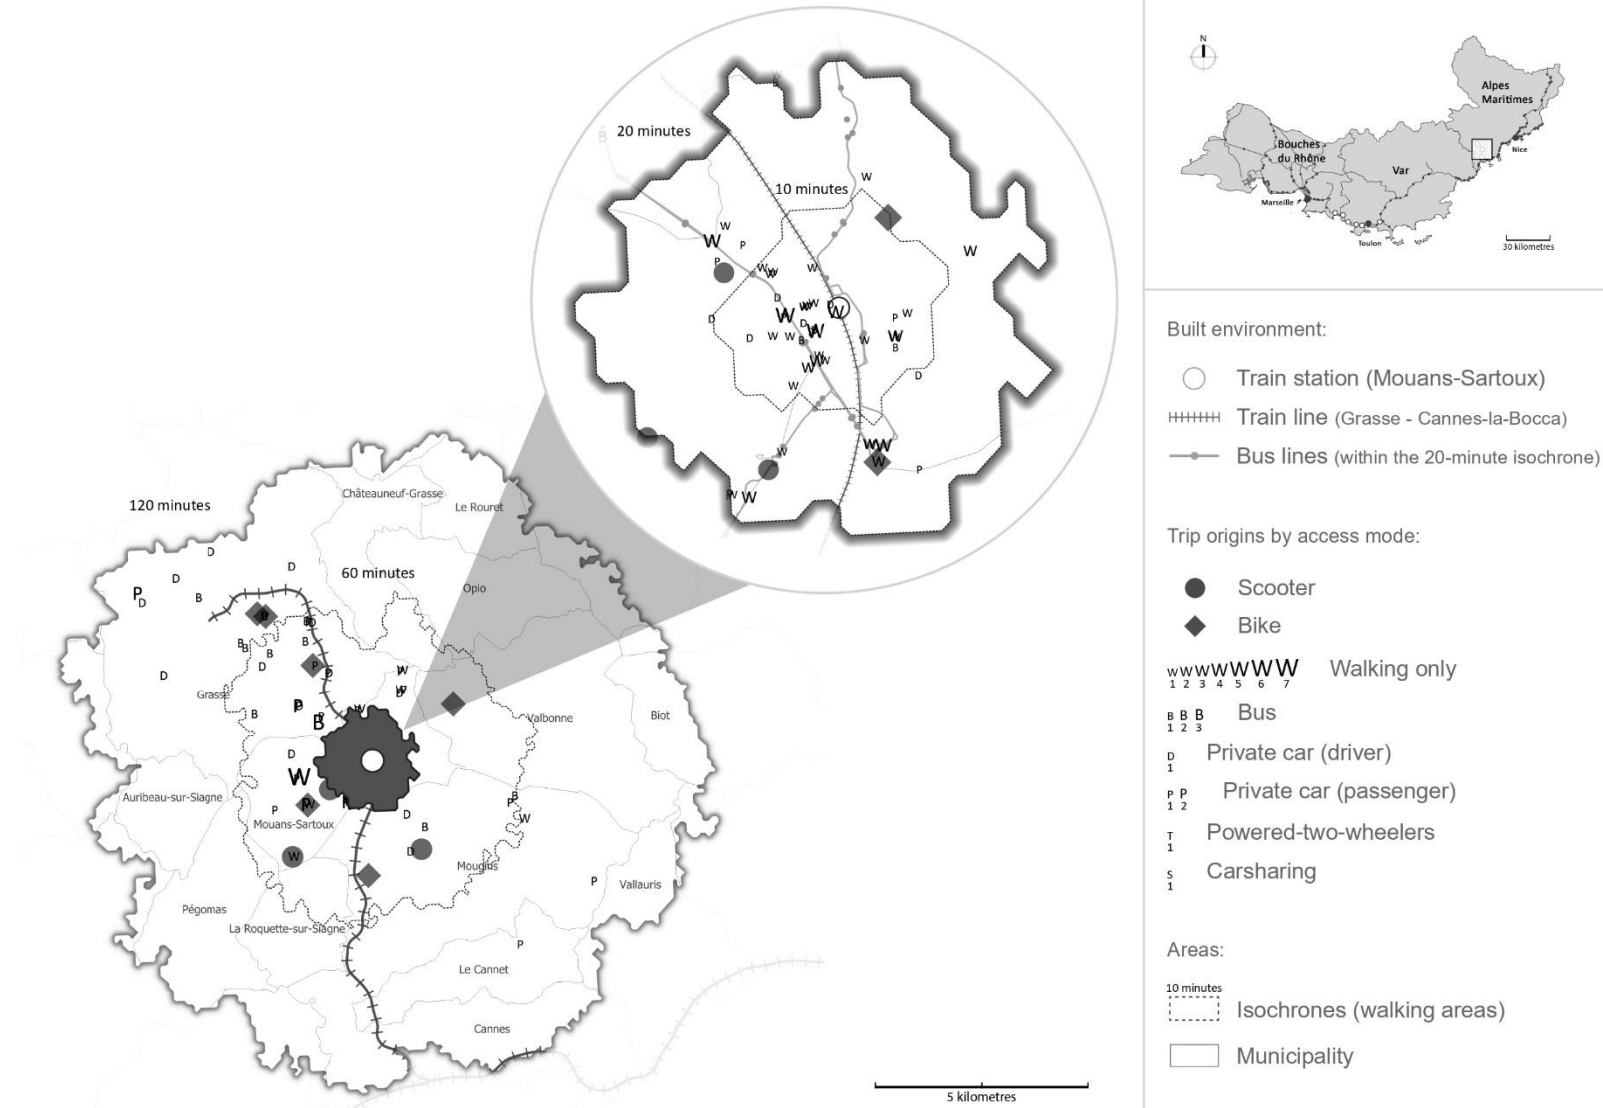 20 minutes
10 minutes
120 minutes
60 minutes
Châteauneuf-Grasse
Le Rouret
Opio
Grasse
Valbonne
Biot
Auribeau-sur-Siagne
Mouans-Sartoux
Mougins
Vallauris
Pégomas
La Roquette-sur-Siagne
Le Cannet
Cannes
5 kilometres
N
Alpes
Maritimes
Bouches
du Rhône
Var
Nice
Marseille
Toulon
30 kilometres
Built environment:
Train station (Mouans-Sartoux)
Train line (Grasse - Cannes-la-Bocca)
Bus lines (within the 20-minute isochrone)
Trip origins by access mode:
Scooter
Bike
W W W W W W W Walking only
1 2 3 4 5 6 7
B B B Bus
1 2 3
D Private car (driver)
1
P P Private car (passenger)
1 2
T Powered-two-wheelers
1
S Carsharing
1
Areas:
10 minutes
Isochrones (walking areas)
Municipality